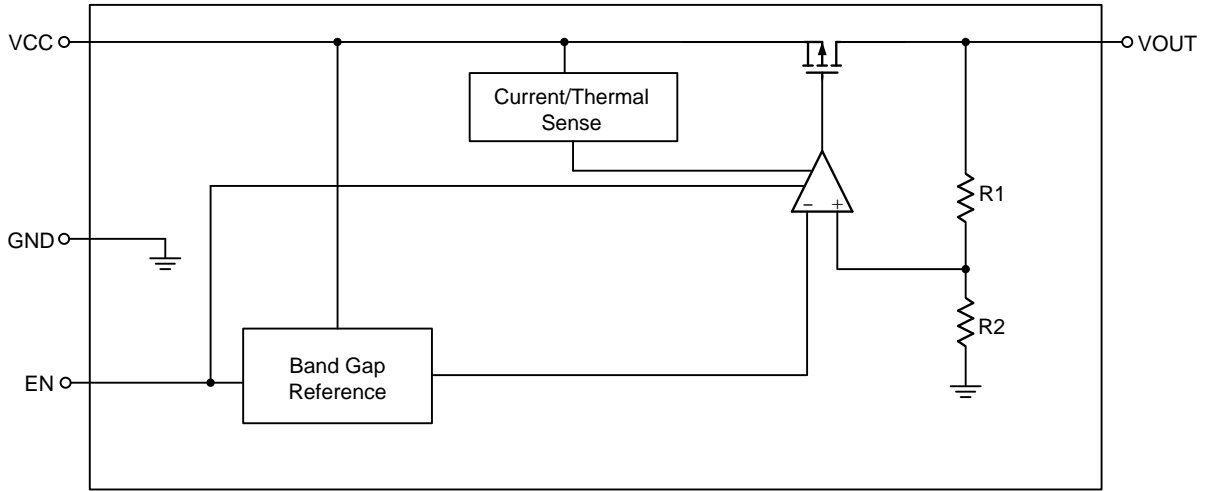 VCC
VOUT
Current/Thermal
Sense
R1
- +
GND
R2
Band Gap
Reference
EN